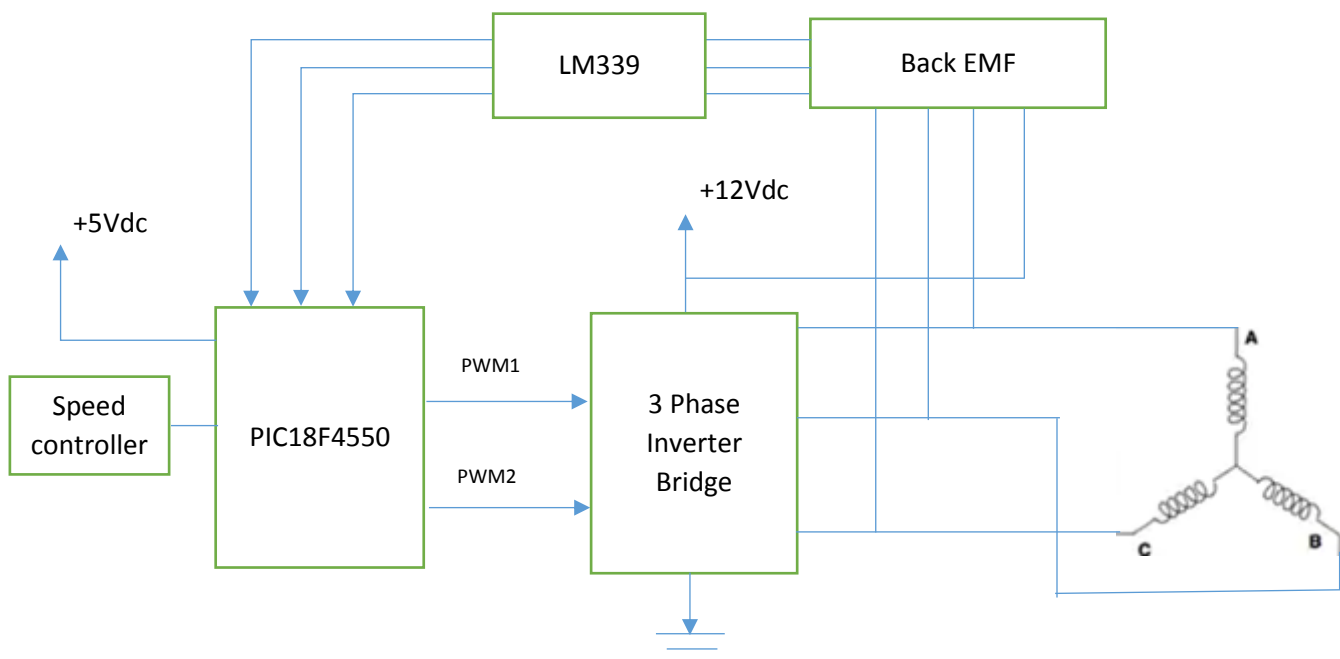 LM339
Back EMF
+12Vdc
+5Vdc
A
PWM1
Speed
controller
PIC18F4550
3 Phase
Inverter
Bridge
PWM2
C
B